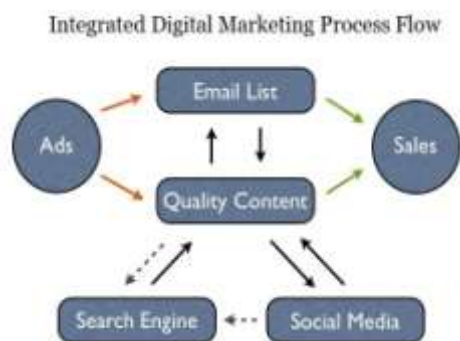 Integrated Digital Marketing Process Flow
Email List
Ads
Sales
Quality Content
Search Engine
Social Media